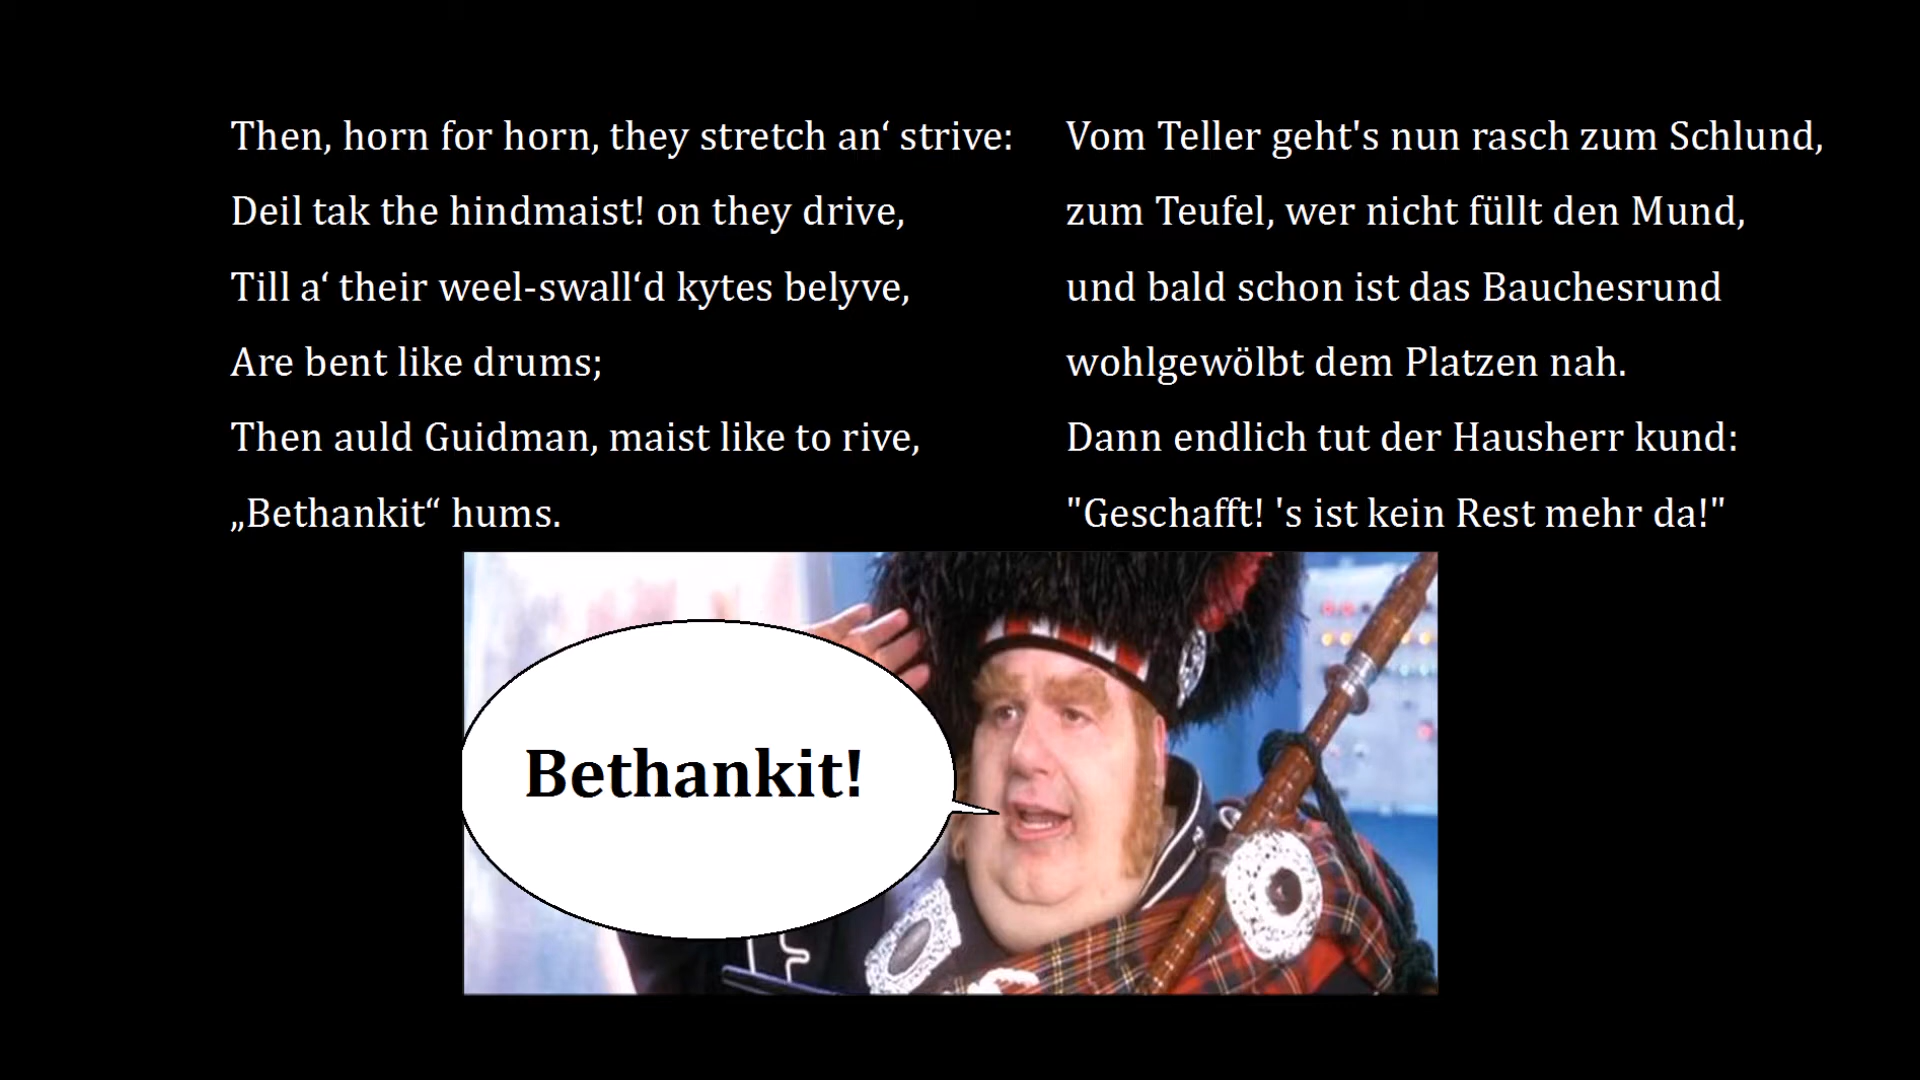 Then, horn for horn, they stretch an‘ strive:
Deil tak the hindmaist! on they drive,
Till a‘ their weel-swall‘d kytes belyve,
Are bent like drums;
Then auld Guidman, maist like to rive,
„Bethankit“ hums.
Vom Teller geht's nun rasch zum Schlund,
zum Teufel, wer nicht füllt den Mund,
und bald schon ist das Bauchesrund
wohlgewölbt dem Platzen nah.
Dann endlich tut der Hausherr kund:
"Geschafft! 's ist kein Rest mehr da!"
Bethankit!